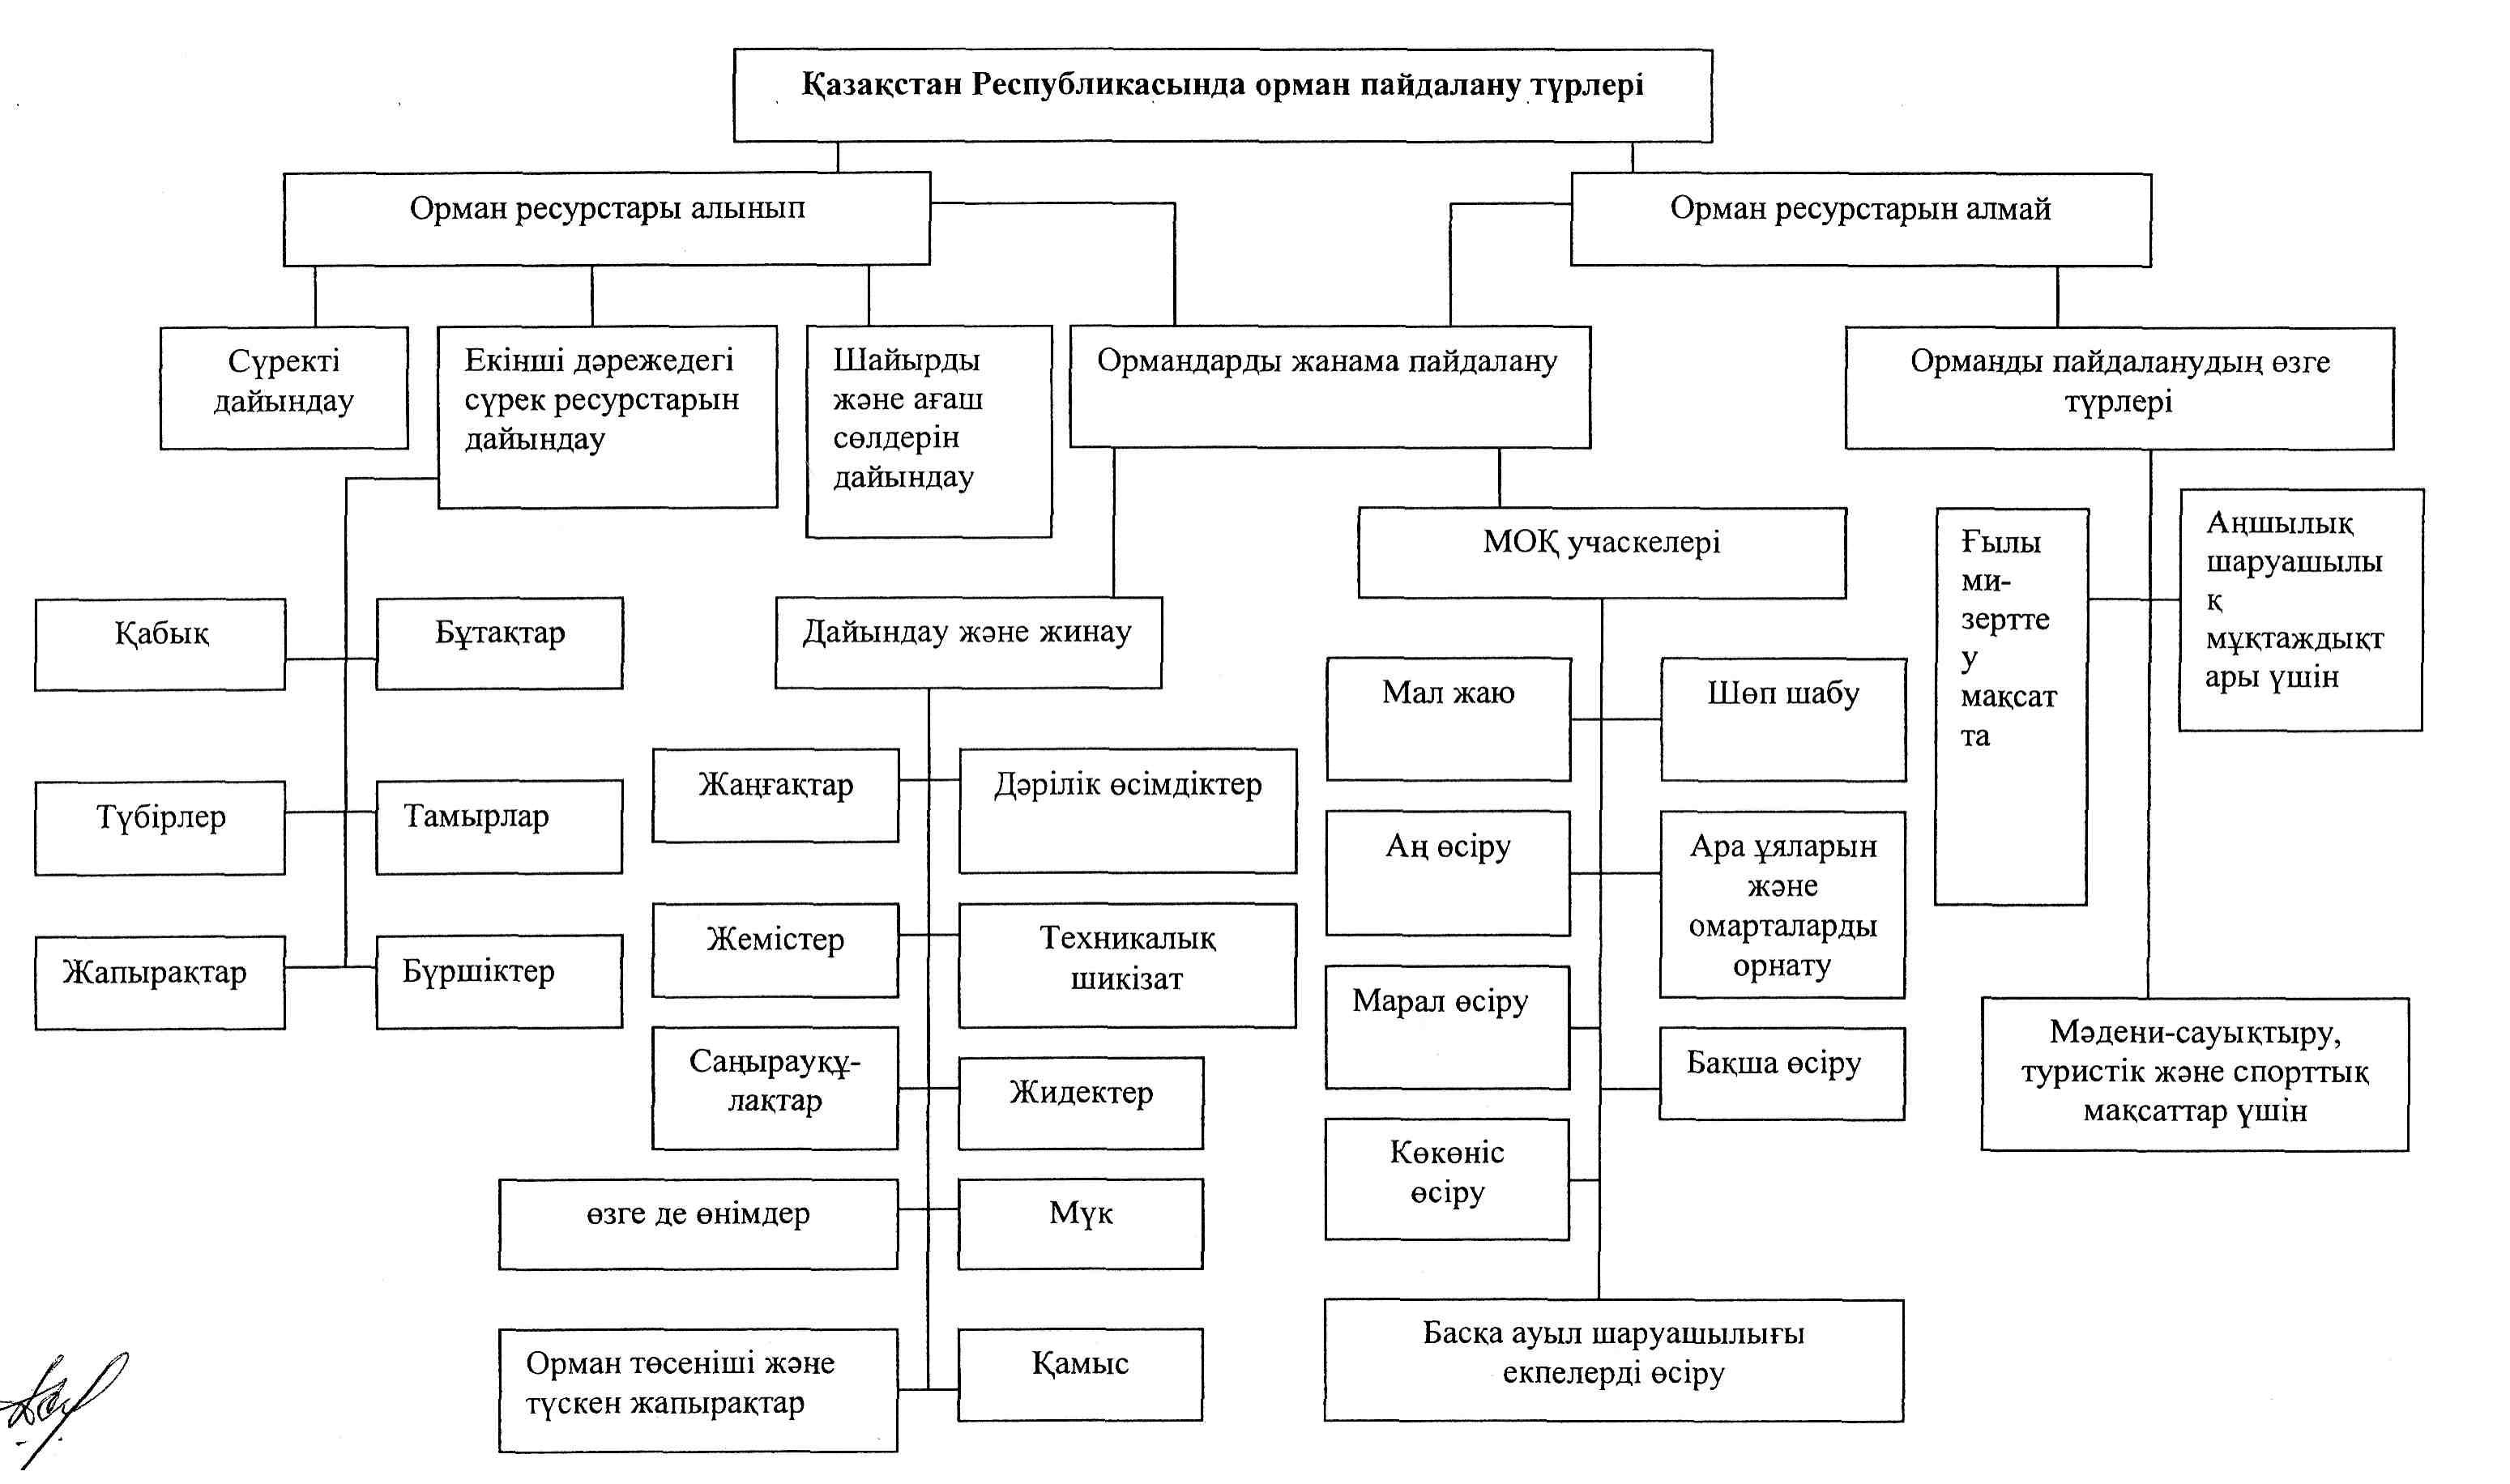 Қазақстан Республикасында орман пайдалану түрлері
Орман ресурстары алынып
Орман ресурстарын алмай
Сүректі
дайындау
Екінші дәрежедегі
сүрек ресурстарын
дайындау
Шайырды
және ағаш
сөлдерін
дайындау
Ормандарды жанама пайдалану
Орманды пайдаланудың өзге
түрлері
МОҚ учаскелері
Ғылы
ми-
зертте
у
мақсат
та
Аңшылық
шаруашылы
қ
мұқтаждықт
ары үшін
Қабық
Бұтақтар
Түбірлер
Тамырлар
Жапырақтар
Бүршіктер
Дайындау және жинау
Жаңғақтар
Дәрілік өсімдіктер
Жемістер
Техникалық
шикізат
Саңырауқұ-
лақтар
Жидектер
өзге де өнімдер
Мүк
Орман төсеніші және
түскен жапырақтар
Қамыс
Мал жаю
Шөп шабу
Аң өсіру
Ара ұяларын
және
омарталарды
орнату
Марал өсіру
Бақша өсіру
Көкөніс
өсіру
Басқа ауыл шаруашылығы
екпелерді өсіру
Мәдени-сауықтыру,
туристік және спорттық
мақсаттар үшін